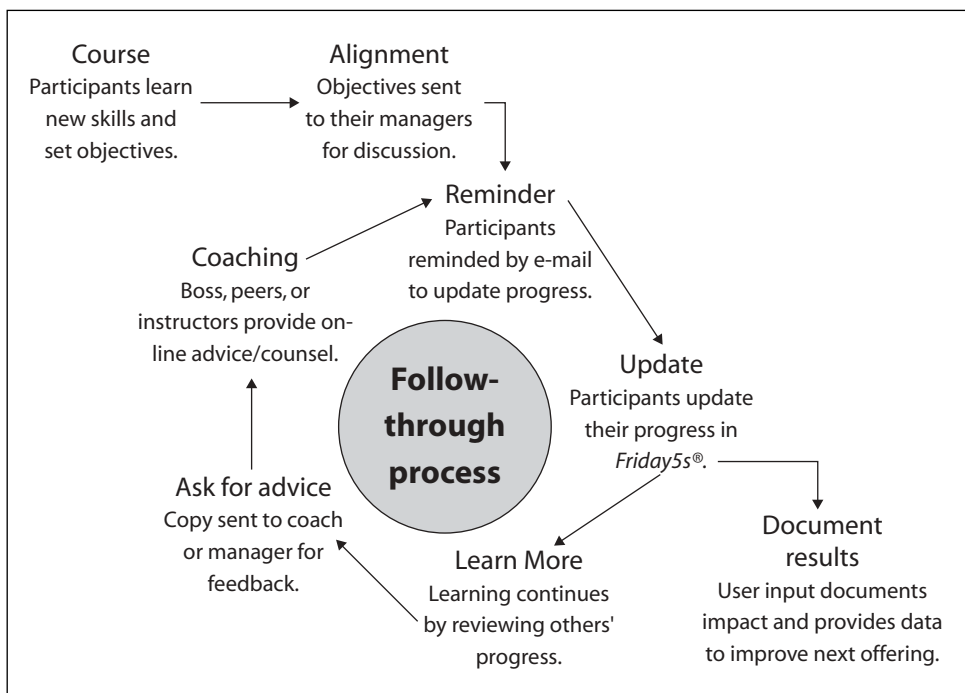 Course
Participants learn
new skills and
set objectives.
Alignment
Objectives sent
to their managers
for discussion.
Reminder
Participants
reminded by e-mail
to update progress.
Coaching
Boss, peers, or
instructors provide on-
line advice/counsel.
Follow-
through
process
Update
Participants update
their progress in
Friday5s®.
Ask for advice
Copy sent to coach
or manager for
feedback.
Learn More
Learning continues
by reviewing others'
progress.
Document
results
User input documents
impact and provides data
to improve next offering.